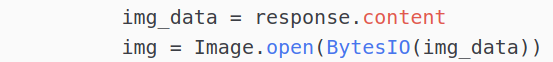 img_data = response.content
img = Image.open(BytesIO(img_data))